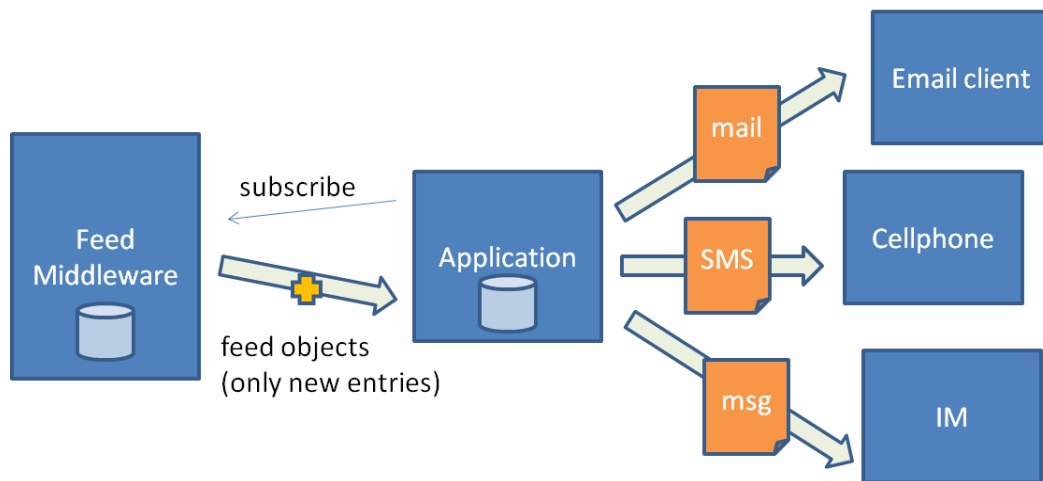 subscribe
Feed
Middleware
feed objects
(only new entries)
Application
mail
SMS
msg
Email client
Cellphone
IM